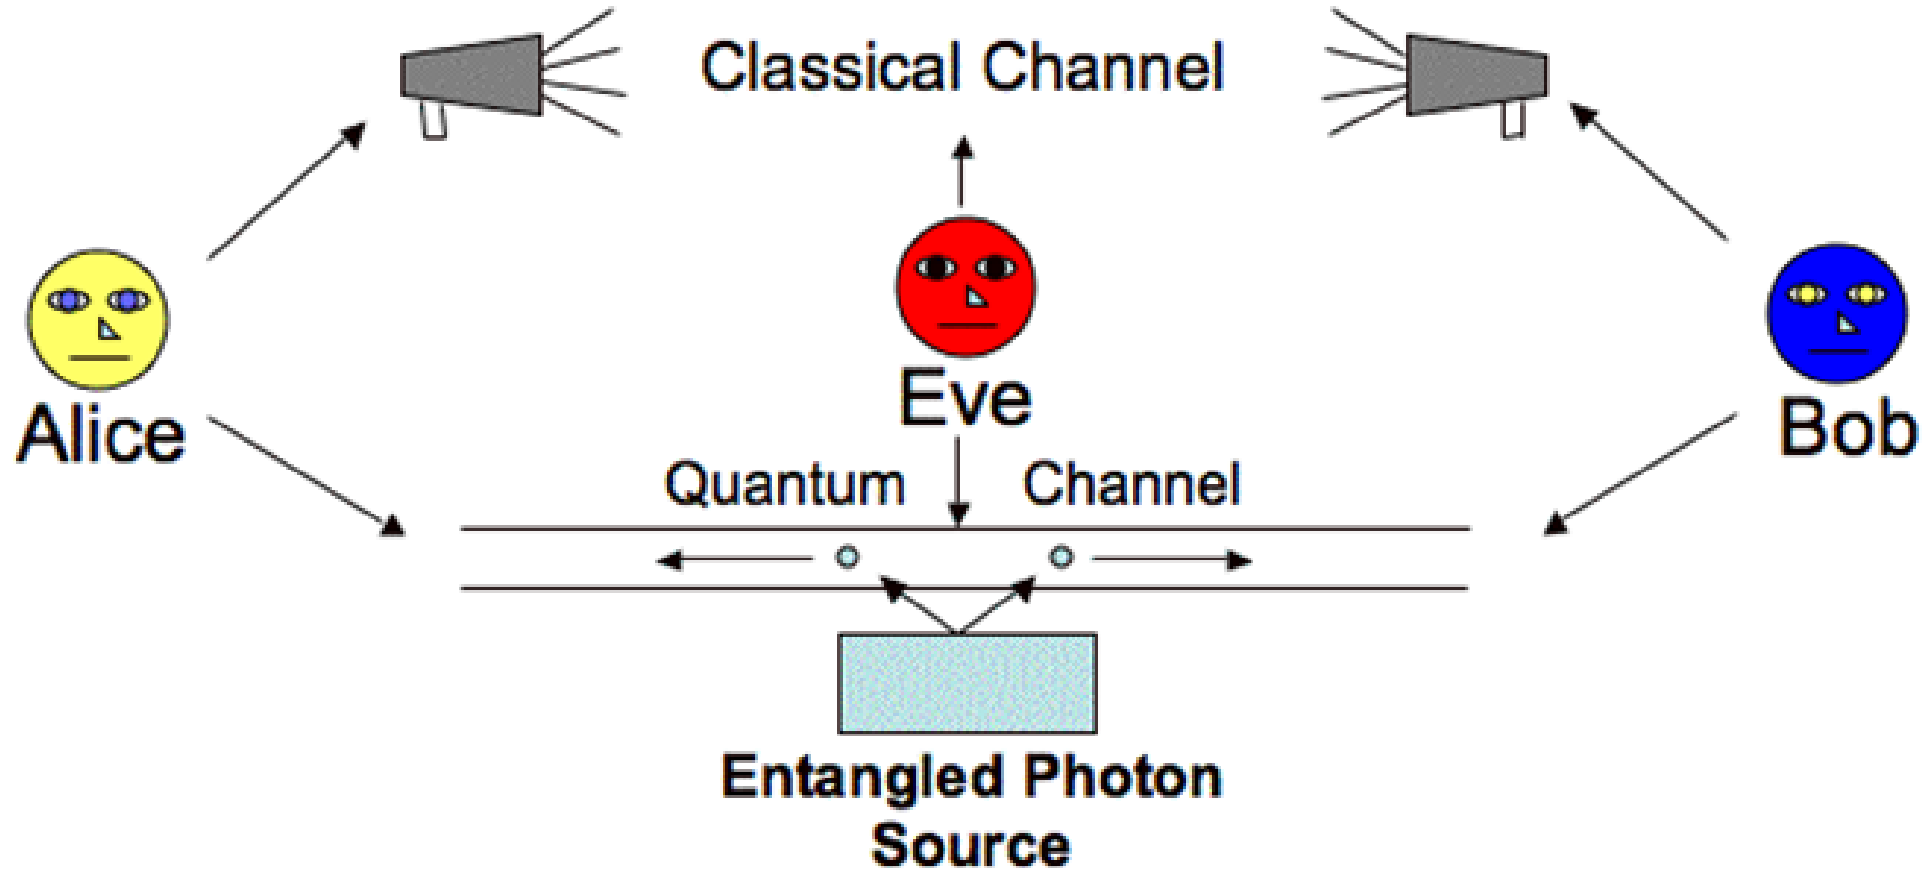 Classical Channel
Eve
Alice
Bob
Quantum Channel
Entangled Photon
Source